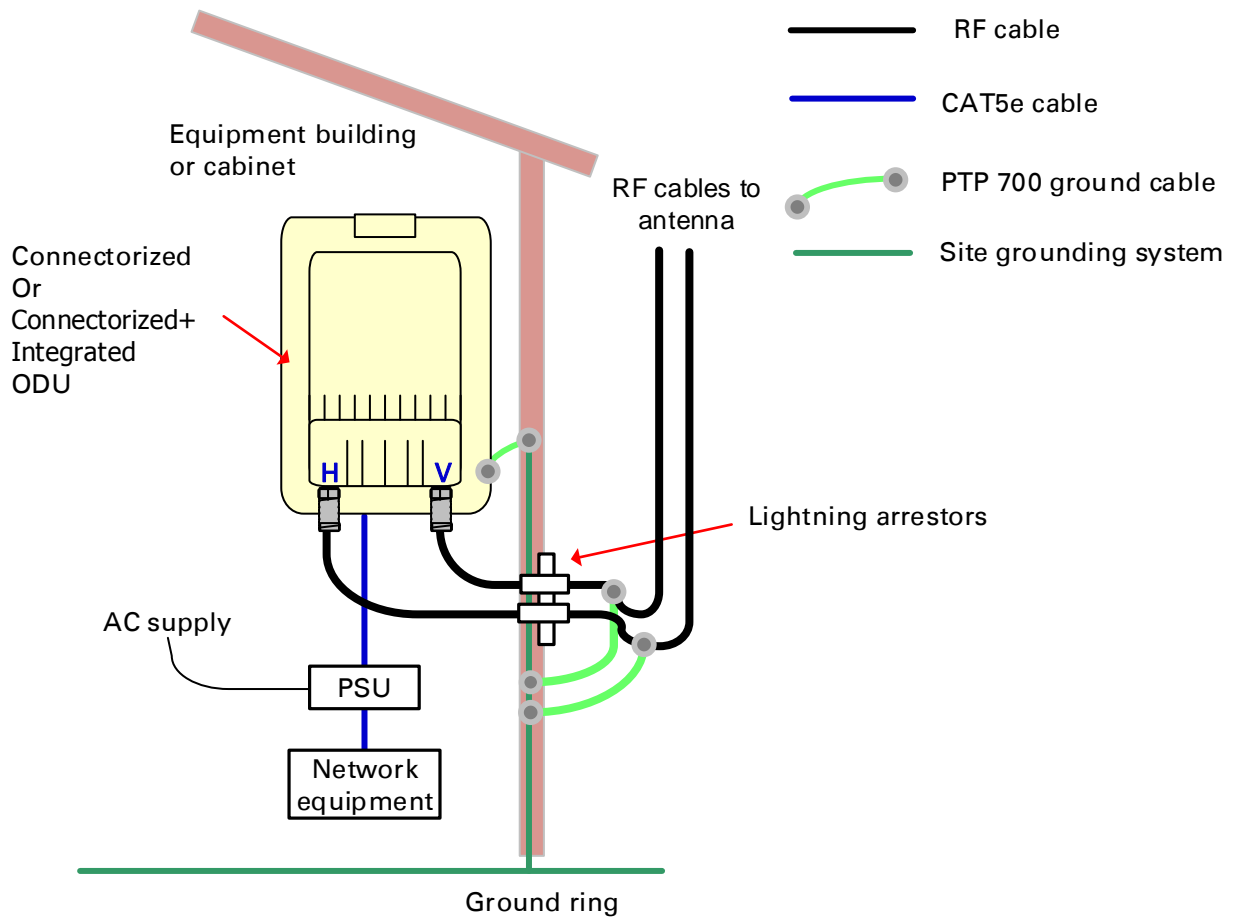 RF cable
CAT5e cable
PTP 700 ground cable
Site grounding system
Equipment building
or cabinet
RF cables to
antenna
Connectorized
Or
Connectorized+
Integrated
ODU
H
V
Lightning arrestors
AC supply
PSU
Network
equipment
Ground ring